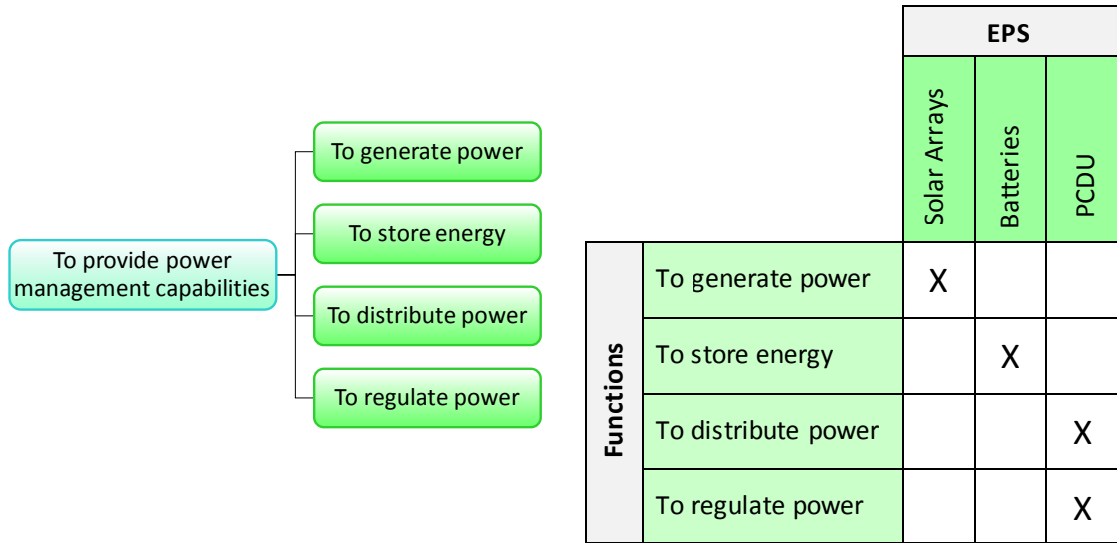 To generate power
To store energy
To provide power
management capabilities
To distribute power
To regulate power
EPS
Solar Arrays
Batteries
PCDU
Functions
To generate power
X
To store energy
X
To distribute power
X
To regulate power
X